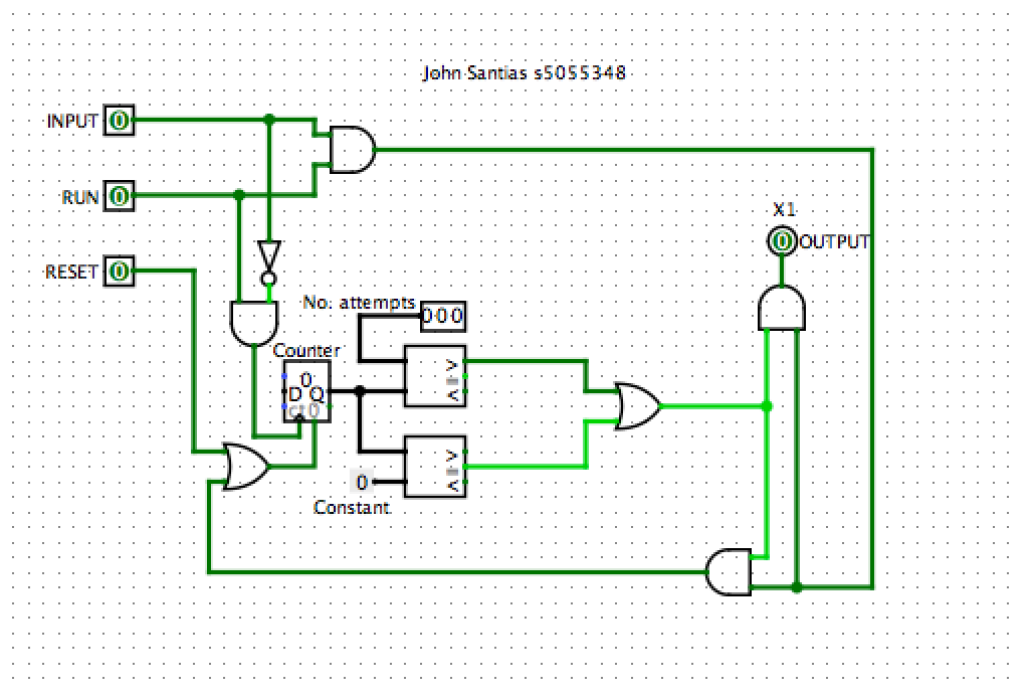 John Santias s5055348
INPUT 0
RUN 0
X1
0 OUTPUT
RESET 0
No. attempts 000
Counter
0
D Q
ct 0
>
=
<
>
=
<
0
Constant